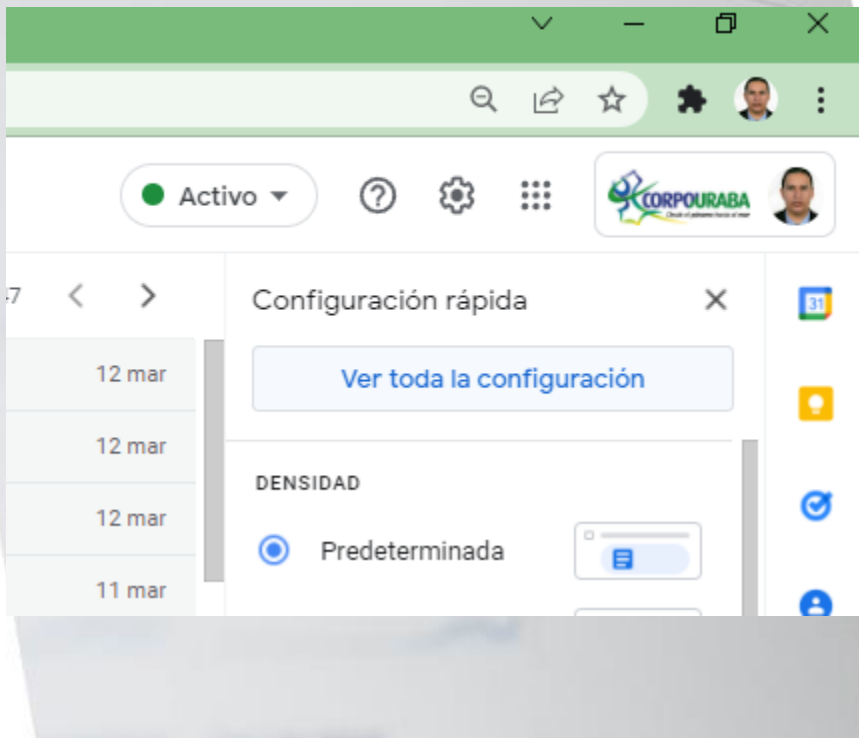 Activo
CORPOURABA
7
Configuración rápida
31
12 mar
Ver toda la configuración
12 mar
DENSIDAD
12 mar
Predeterminada
11 mar